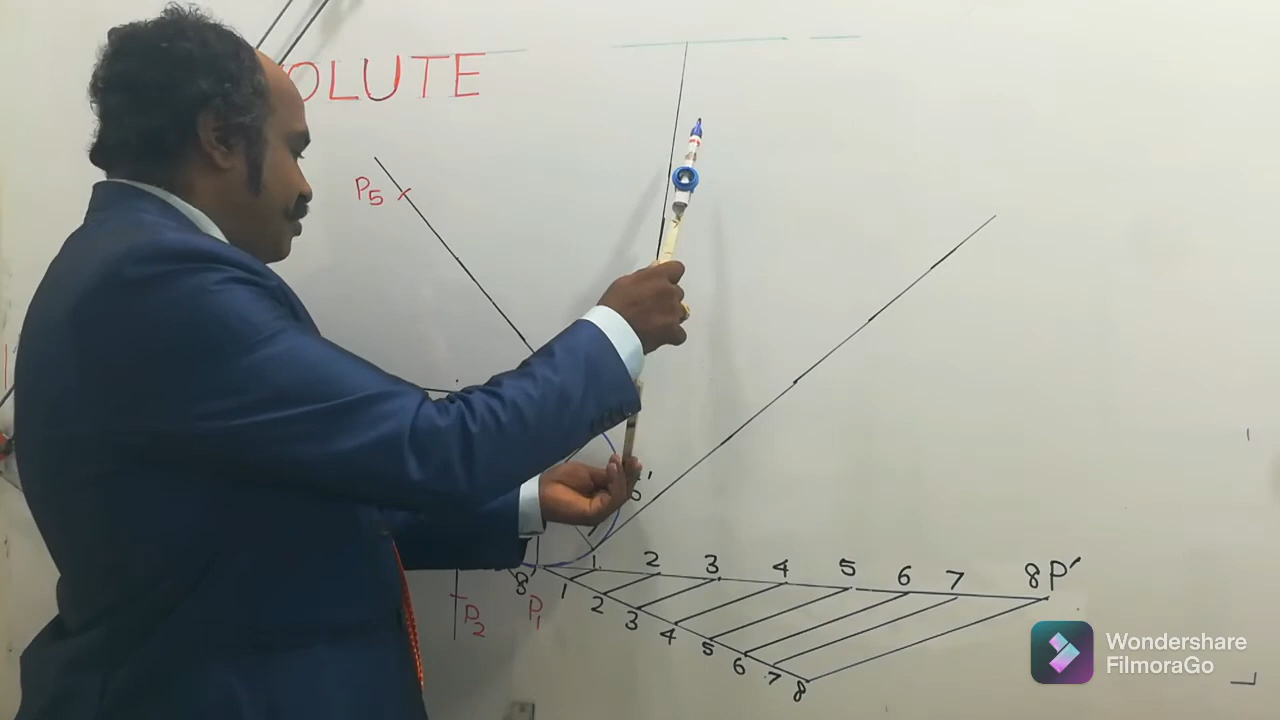 OLUTE
P5
6'
1 2 3 4 5 6 7 8 P'
8' 1 2 3 4 5 6 7 8
P2 P1
Wondershare
FilmoraGo